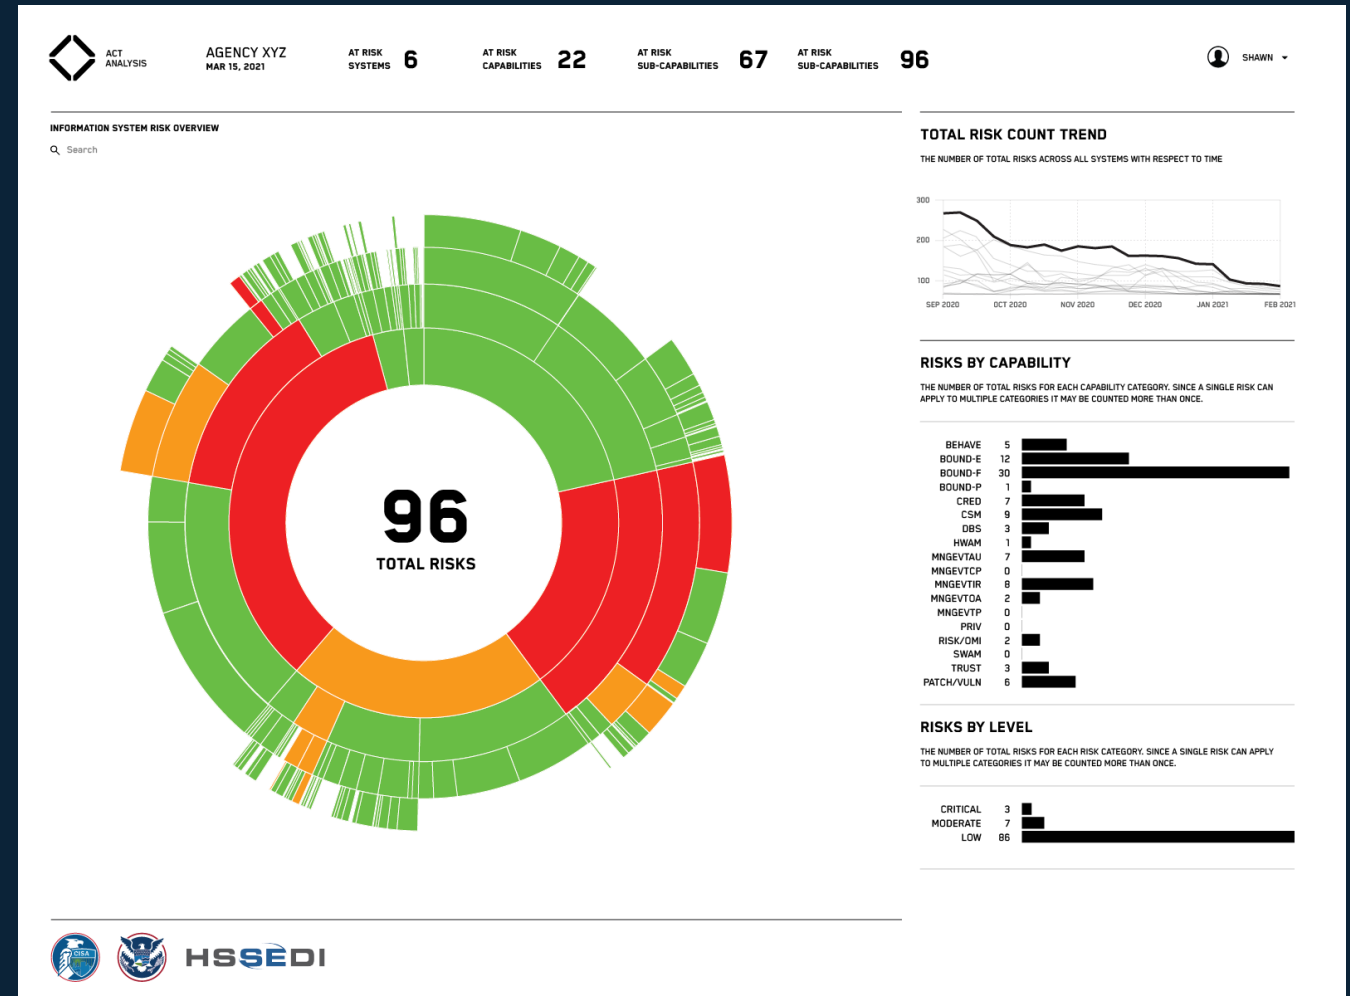 ACT
ANALYSIS
AGENCY XYZ
MAR 15, 2021
AT RISK
SYSTEMS 6
AT RISK
CAPABILITIES 22
AT RISK
SUB-CAPABILITIES 67
AT RISK
SUB-CAPABILITIES 96
SHAWN
INFORMATION SYSTEM RISK OVERVIEW
Search
96
TOTAL RISKS
TOTAL RISK COUNT TREND
THE NUMBER OF TOTAL RISKS ACROSS ALL SYSTEMS WITH RESPECT TO TIME
300
200
100
SEP 2020 OCT 2020 NOV 2020 DEC 2020 JAN 2021 FEB 2021
RISKS BY CAPABILITY
THE NUMBER OF TOTAL RISKS FOR EACH CAPABILITY CATEGORY. SINCE A SINGLE RISK CAN
APPLY TO MULTIPLE CATEGORIES IT MAY BE COUNTED MORE THAN ONCE.
BEHAVE 5
BOUND-E 12
BOUND-F 30
BOUND-P 1
CRED 7
CSM 9
DBS 3
HWAM 1
MNGEVTAU 7
MNGEVTCP 0
MNGEVTIR 8
MNGEVTOA 2
MNGEVTP 0
PRIV 0
RISK/OMI 2
SWAM 0
TRUST 3
PATCH/VULN 6
RISKS BY LEVEL
THE NUMBER OF TOTAL RISKS FOR EACH RISK CATEGORY. SINCE A SINGLE RISK CAN APPLY
TO MULTIPLE CATEGORIES IT MAY BE COUNTED MORE THAN ONCE.
CRITICAL 3
MODERATE 7
LOW 86
CISA
HSSEDI